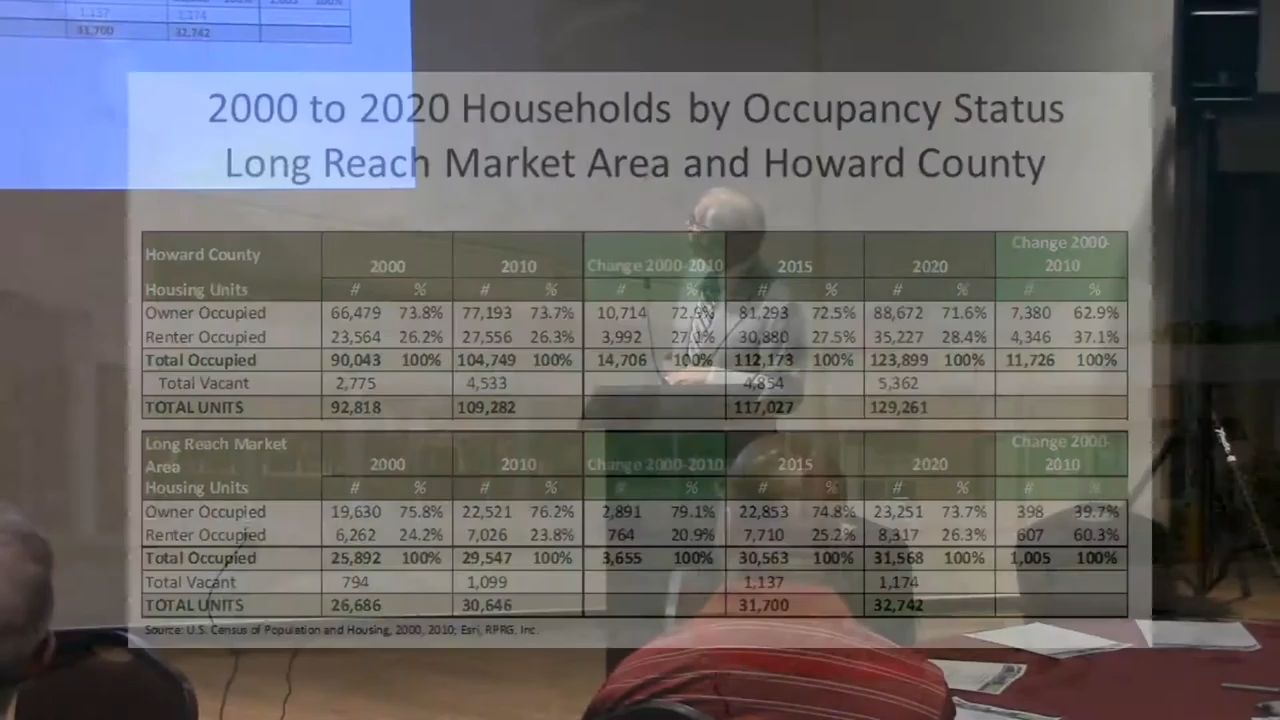 1,137 1,174
31,700 32,742
2000 to 2020 Households by Occupancy Status
Long Reach Market Area and Howard County
Howard County 2000 2010 Change 2000-2010 2015 2020 Change 2000-2010
Housing Units # % # % # % # % # % # %
Owner Occupied 66,479 73.8% 77,193 73.7% 10,714 72.9% 81,293 72.5% 88,672 71.6% 7,380 62.9%
Renter Occupied 23,564 26.2% 27,556 26.3% 3,992 27.1% 30,880 27.5% 35,227 28.4% 4,346 37.1%
Total Occupied 90,043 100% 104,749 100% 14,706 100% 112,173 100% 123,899 100% 11,726 100%
Total Vacant 2,775 4,533 4,854 5,362
TOTAL UNITS 92,818 109,282 117,027 129,261
Long Reach Market Area 2000 2010 Change 2000-2010 2015 2020 Change 2000-2010
Housing Units # % # % # % # % # % # %
Owner Occupied 19,630 75.8% 22,521 76.2% 2,891 79.1% 22,853 74.8% 23,251 73.7% 398 39.7%
Renter Occupied 6,262 24.2% 7,026 23.8% 764 20.9% 7,710 25.2% 8,317 26.3% 607 60.3%
Total Occupied 25,892 100% 29,547 100% 3,655 100% 30,563 100% 31,568 100% 1,005 100%
Total Vacant 794 1,099 1,137 1,174
TOTAL UNITS 26,686 30,646 31,700 32,742
Source: U.S. Census of Population and Housing, 2000, 2010; Esri, RPRG, Inc.